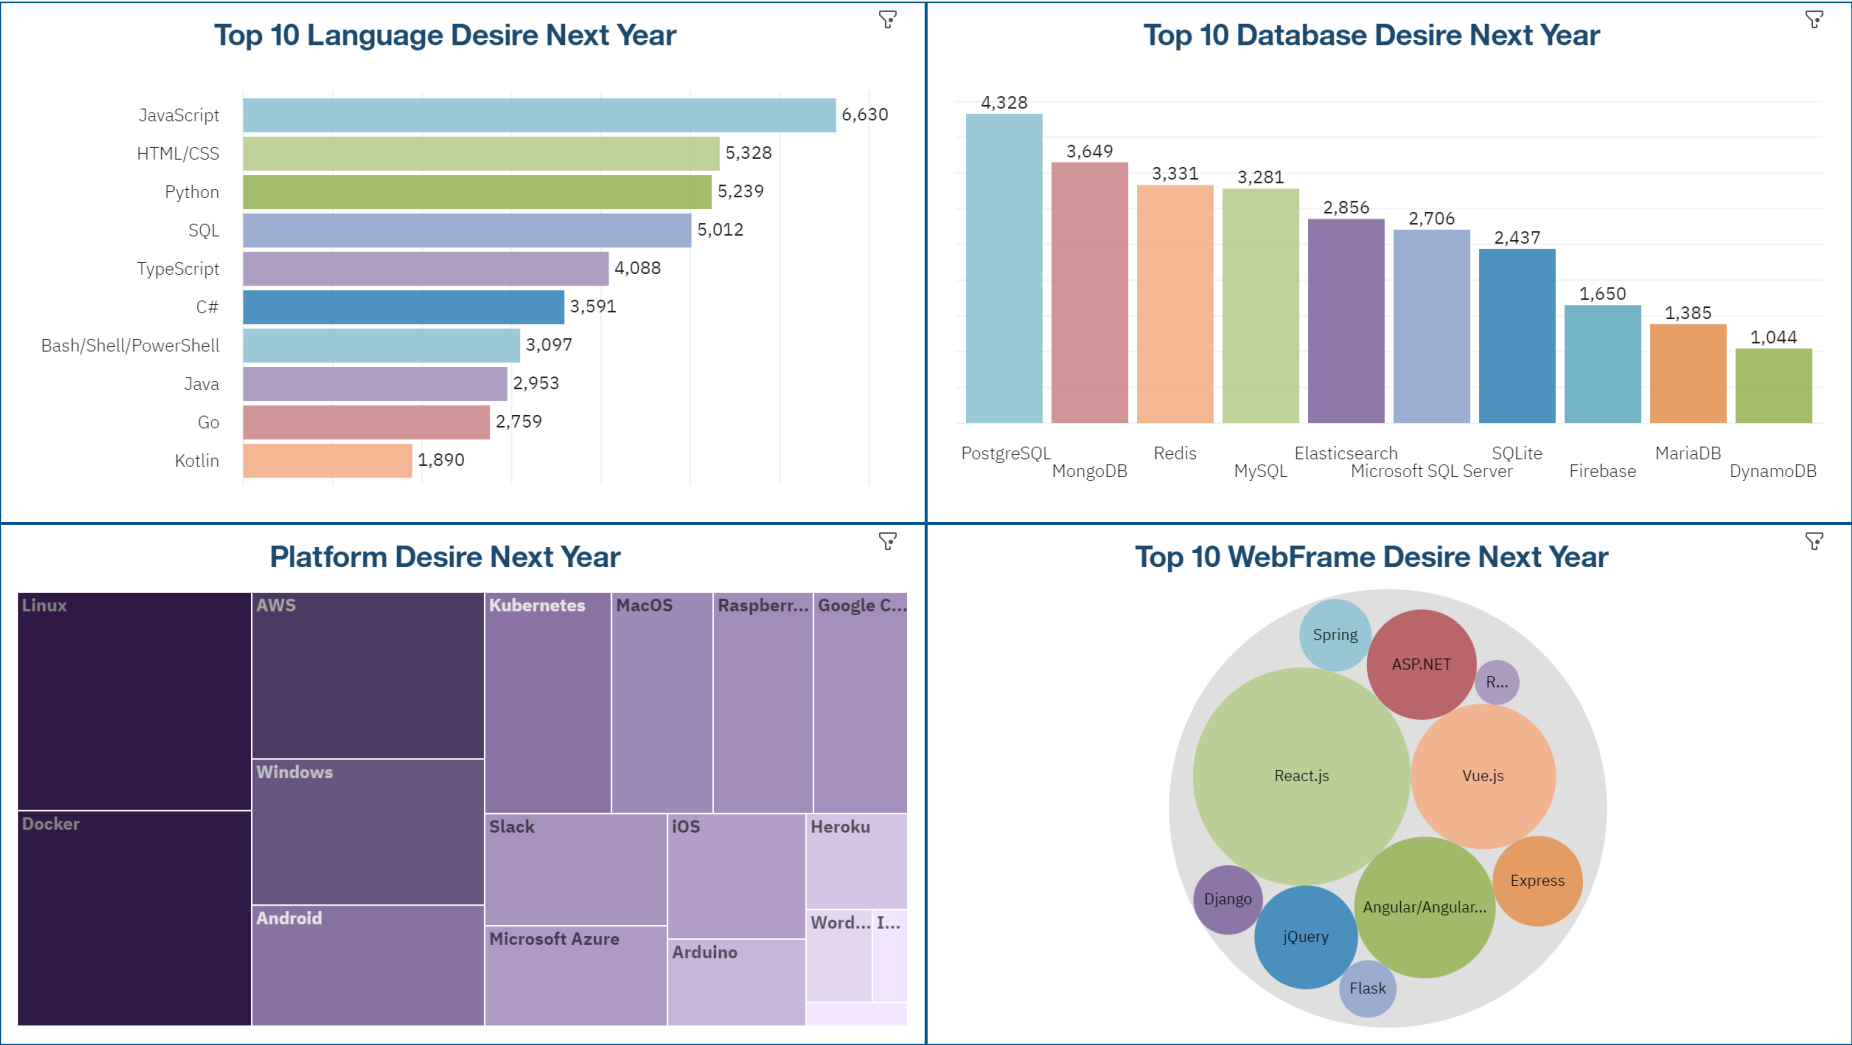 Top 10 Language Desire Next Year
JavaScript 6,630
HTML/CSS 5,328
Python 5,239
SQL 5,012
TypeScript 4,088
C# 3,591
Bash/Shell/PowerShell 3,097
Java 2,953
Go 2,759
Kotlin 1,890
Top 10 Database Desire Next Year
4,328
3,649
3,331
3,281
2,856
2,706
2,437
1,650
1,385
1,044
PostgreSQL Redis Elasticsearch SQLite MariaDB
MongoDB MySQL Microsoft SQL Server Firebase DynamoDB
Platform Desire Next Year
Linux AWS Kubernetes MacOS Raspberr... Google C...
Windows
Docker Slack iOS Heroku
Android Word... I...
Microsoft Azure Arduino
Top 10 WebFrame Desire Next Year
Spring
ASP.NET
R...
React.js Vue.js
Express
Django Angular/Angular...
jQuery
Flask